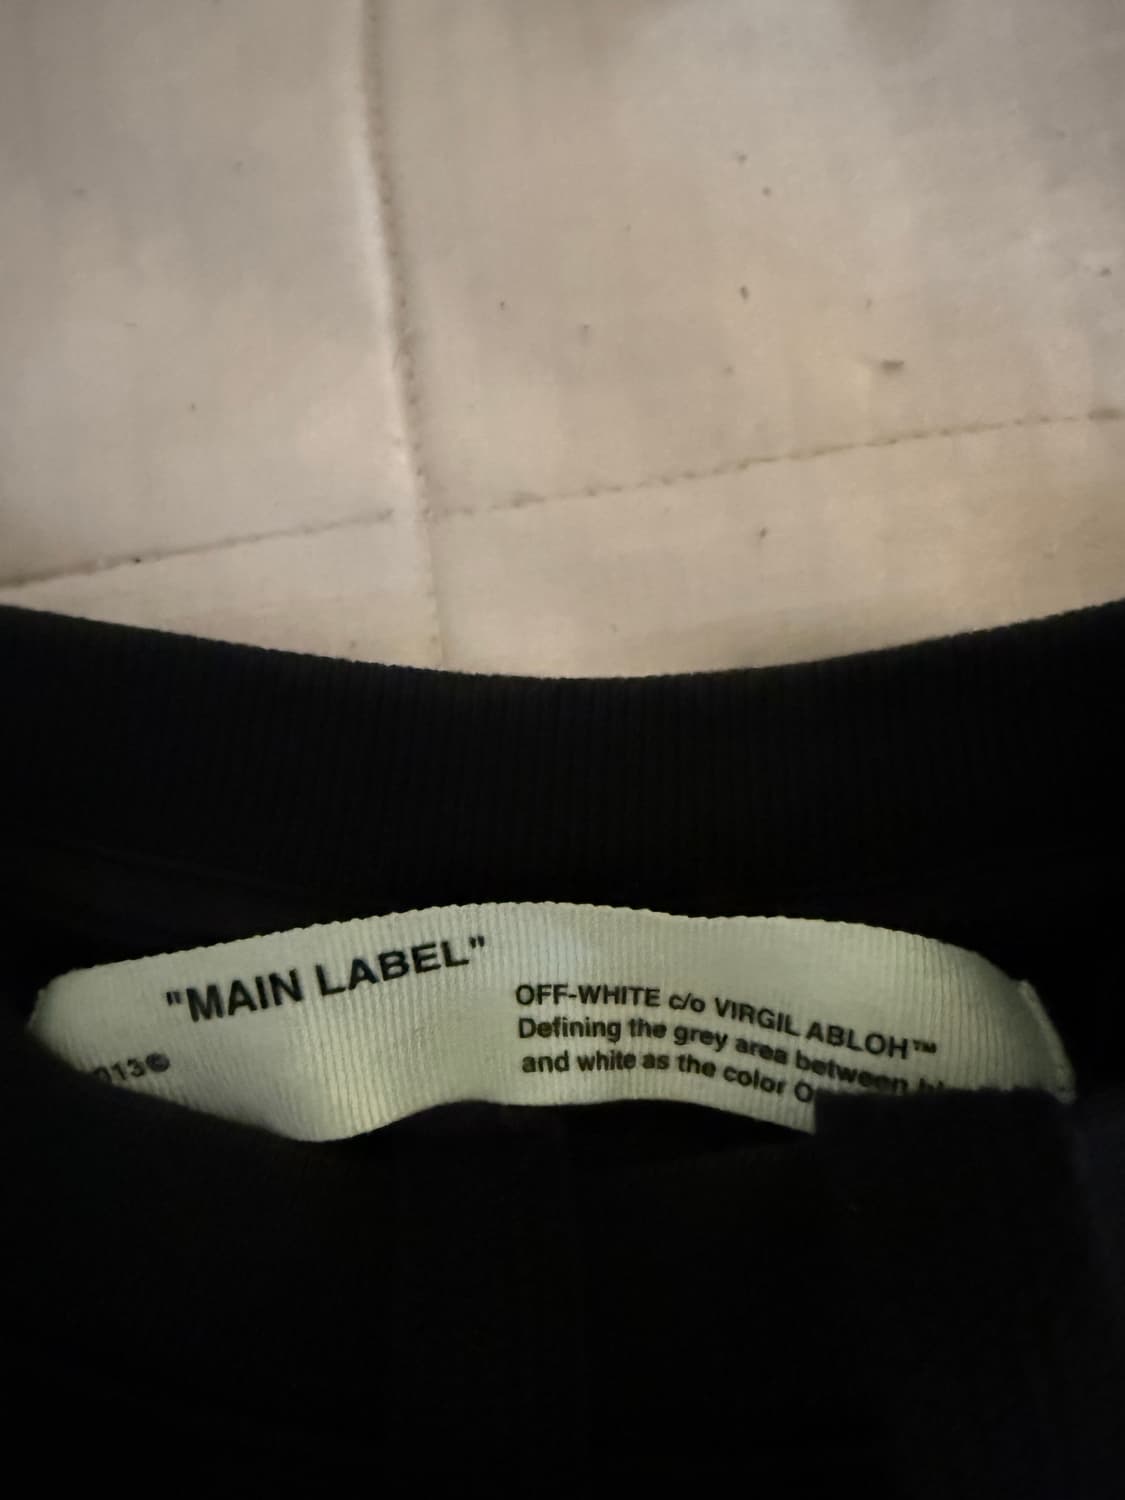 "MAIN LABEL"
013©
OFF-WHITE c/o VIRGIL ABLOH™
Defining the grey area between
and white as the color